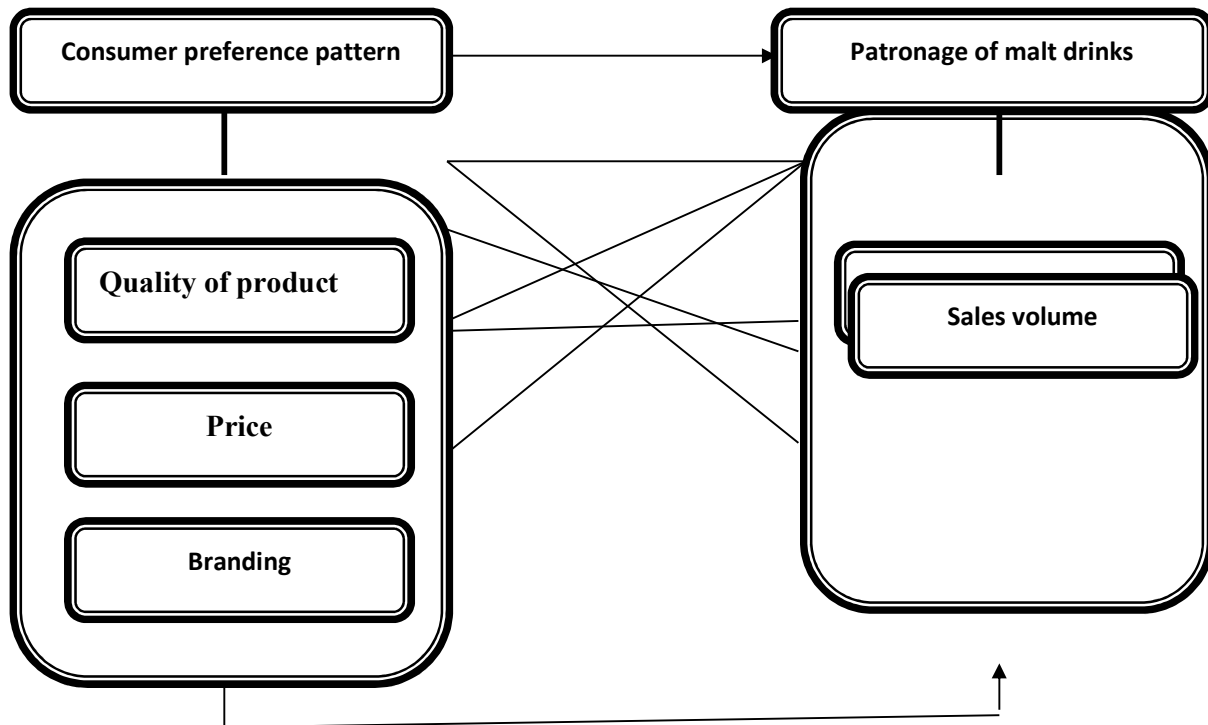 Consumer preference pattern
Patronage of malt drinks
Quality of product
Sales volume
Price
Branding